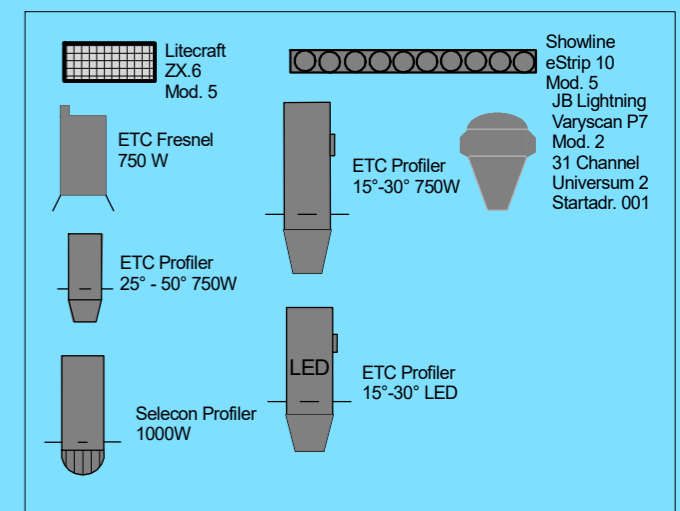 Litecraft
ZX.6
Mod. 5
Showline
eStrip 10
Mod. 5
ETC Fresnel
750 W
ETC Profiler
15°-30° 750W
JB Lightning
Varyscan P7
Mod. 2
31 Channel
Universum 2
Startadr. 001
ETC Profiler
25° - 50° 750W
LED
ETC Profiler
15°-30° LED
Selecon Profiler
1000W